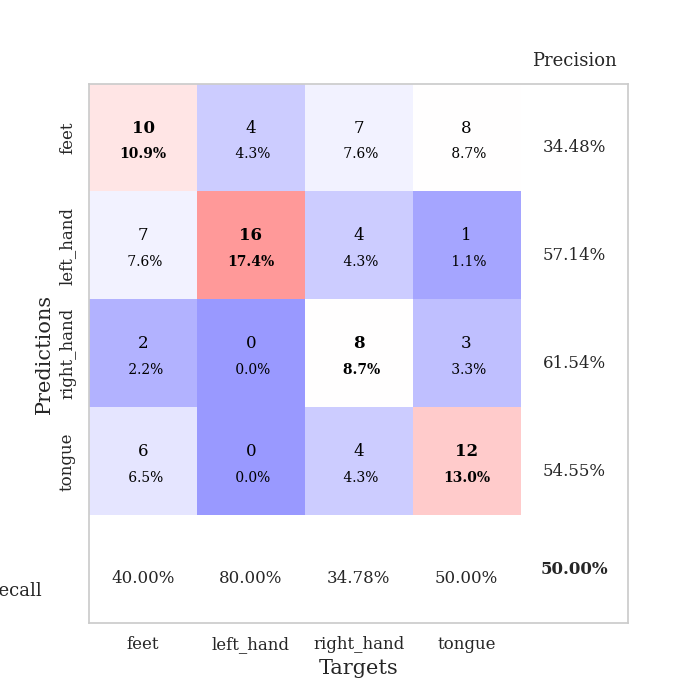 Precision
feet
10 4 7 8
10.9% 4.3% 7.6% 8.7%
34.48%
left_hand
7 16 4 1
7.6% 17.4% 4.3% 1.1%
57.14%
Predictions
right_hand
2 0 8 3
2.2% 0.0% 8.7% 3.3%
61.54%
tongue
6 0 4 12
6.5% 0.0% 4.3% 13.0%
54.55%
ecall
40.00% 80.00% 34.78% 50.00% 50.00%
feet left_hand right_hand tongue
Targets